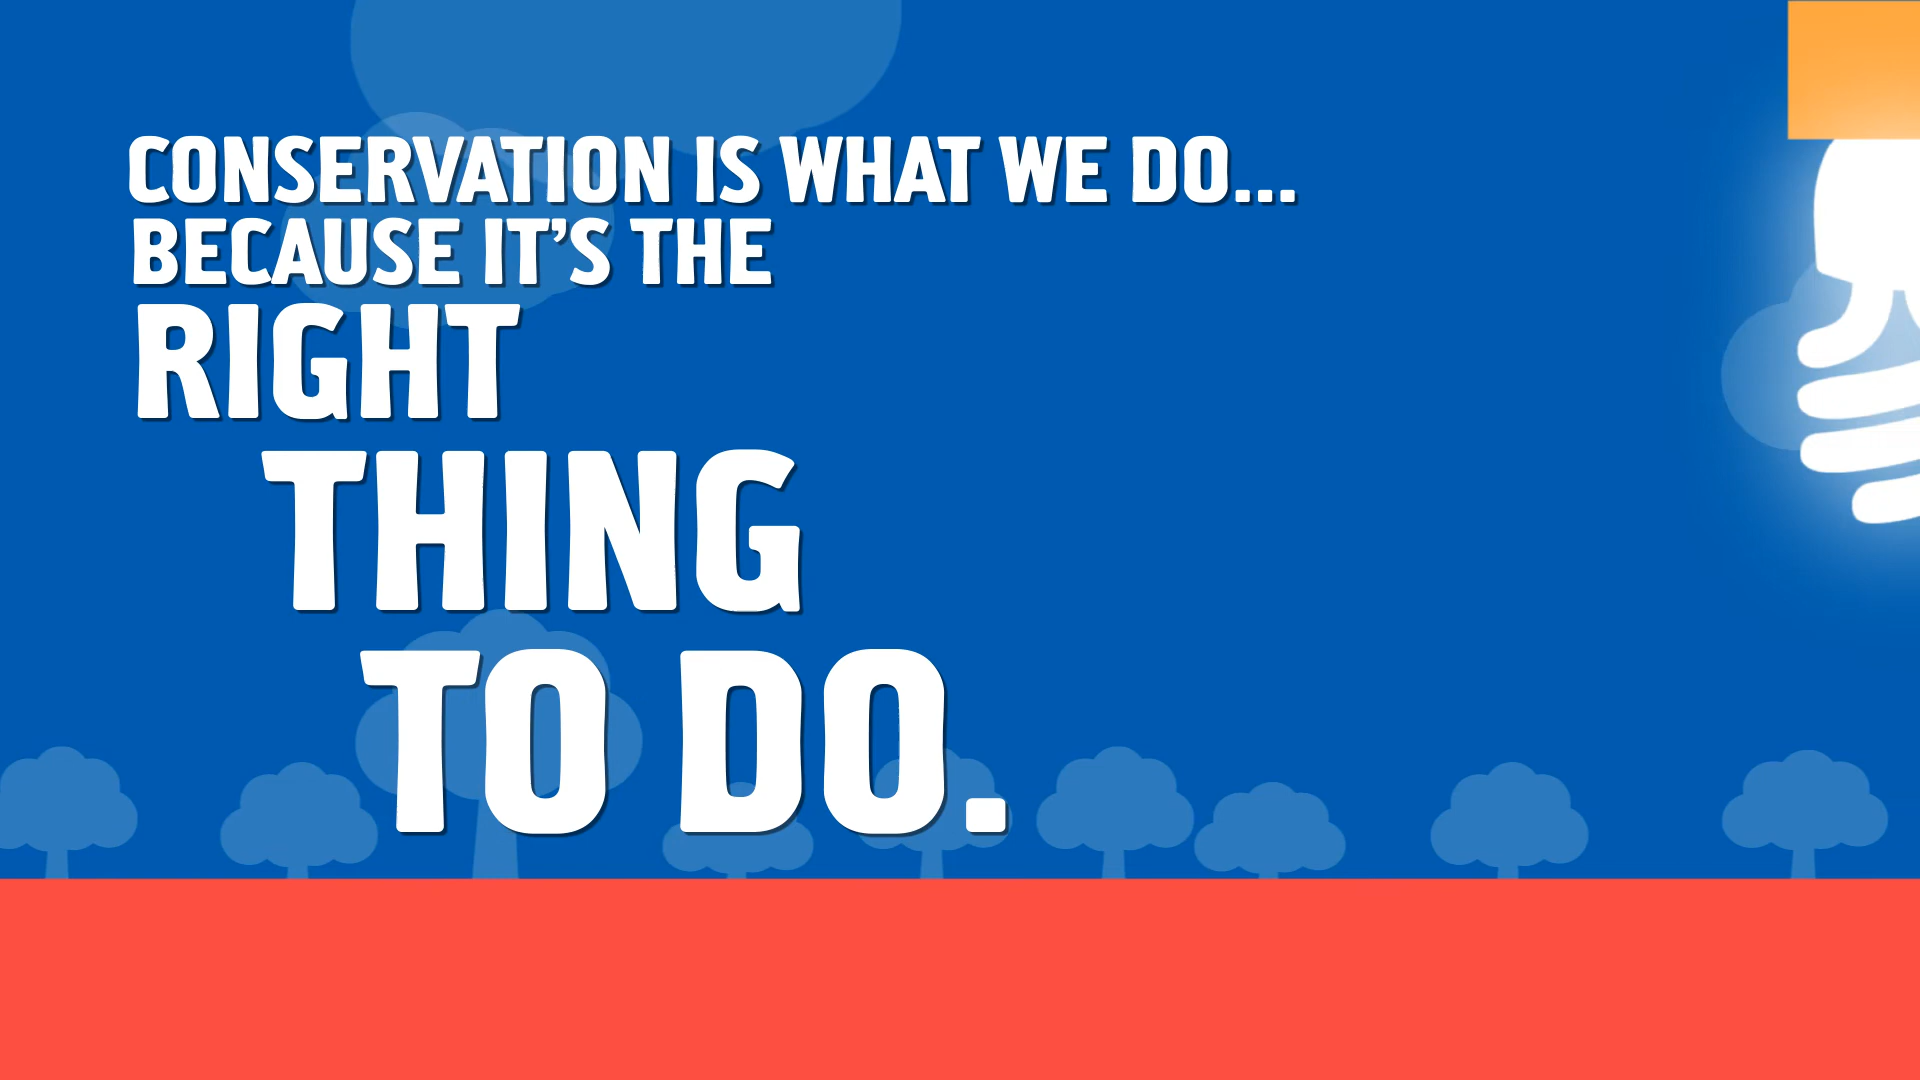 CONSERVATION IS WHAT WE DO...
BECAUSE IT'S THE
RIGHT
THING
TO DO.